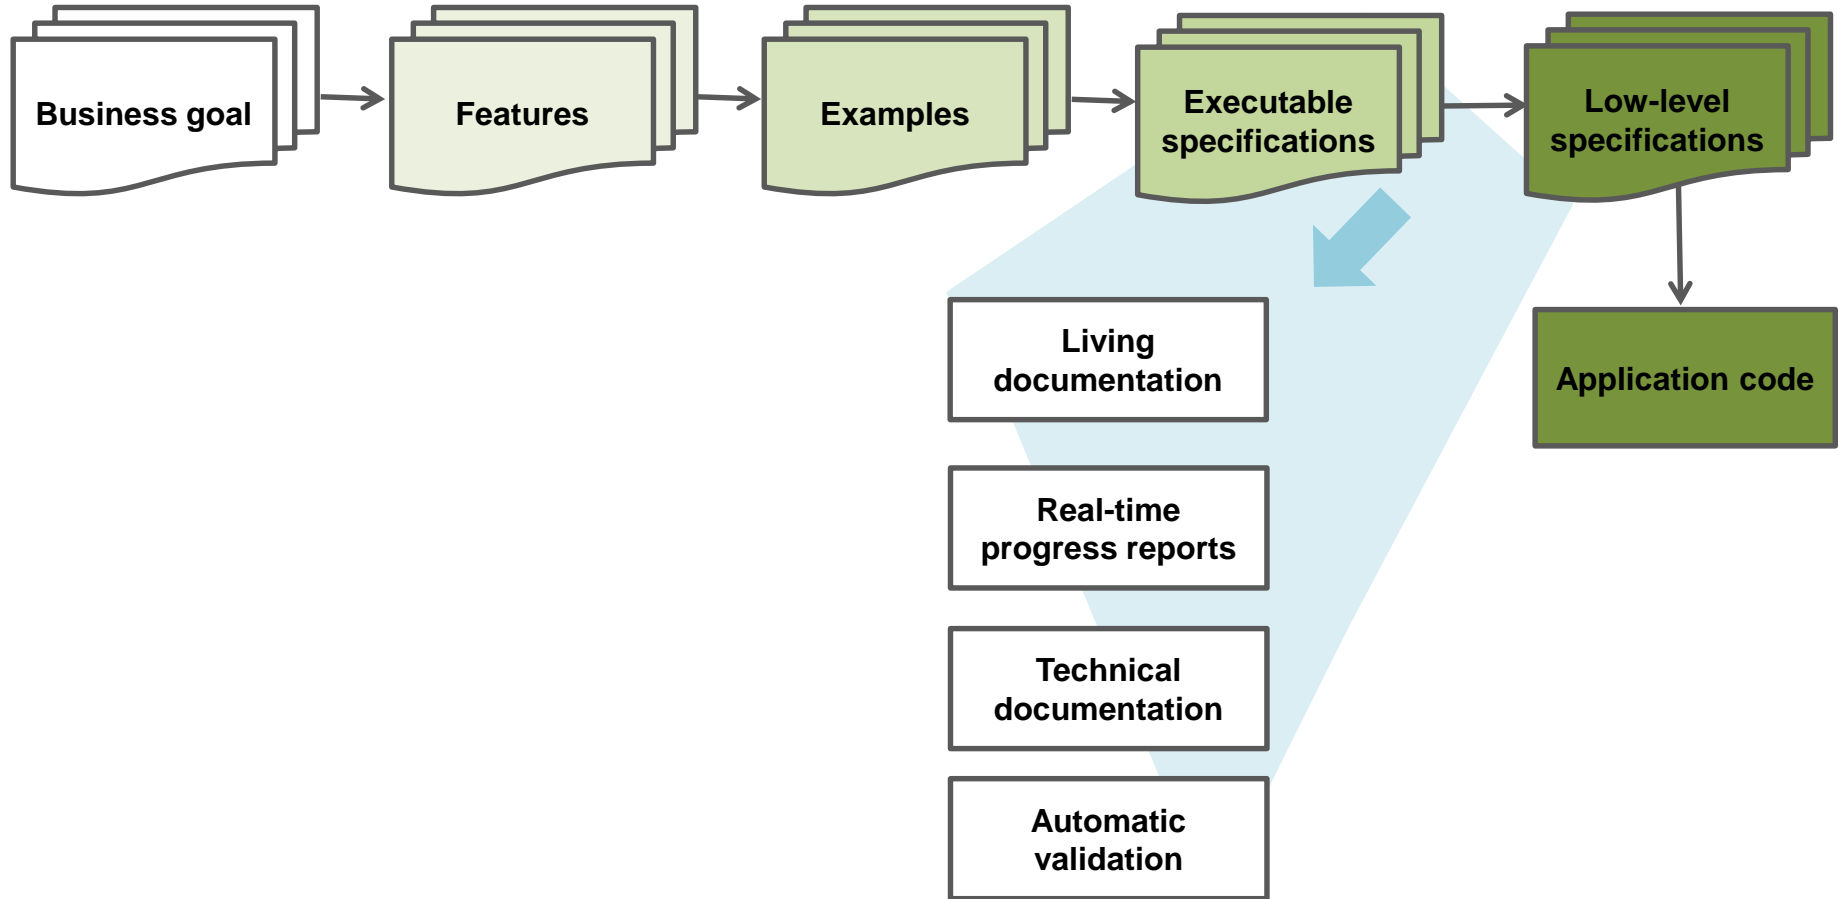 Business goal
Features
Examples
Executable
specifications
Low-level
specifications
Living
documentation
Application code
Real-time
progress reports
Technical
documentation
Automatic
validation